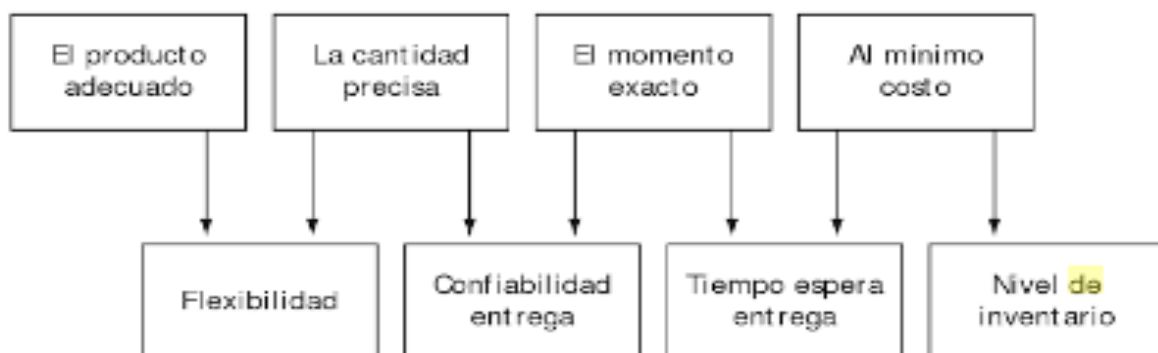 El producto
adecuado
La cantidad
precisa
El momento
exacto
Al mínimo
costo
Flexibilidad
Confiabilidad
entrega
Tiempo espera
entrega
Nivel de
inventario